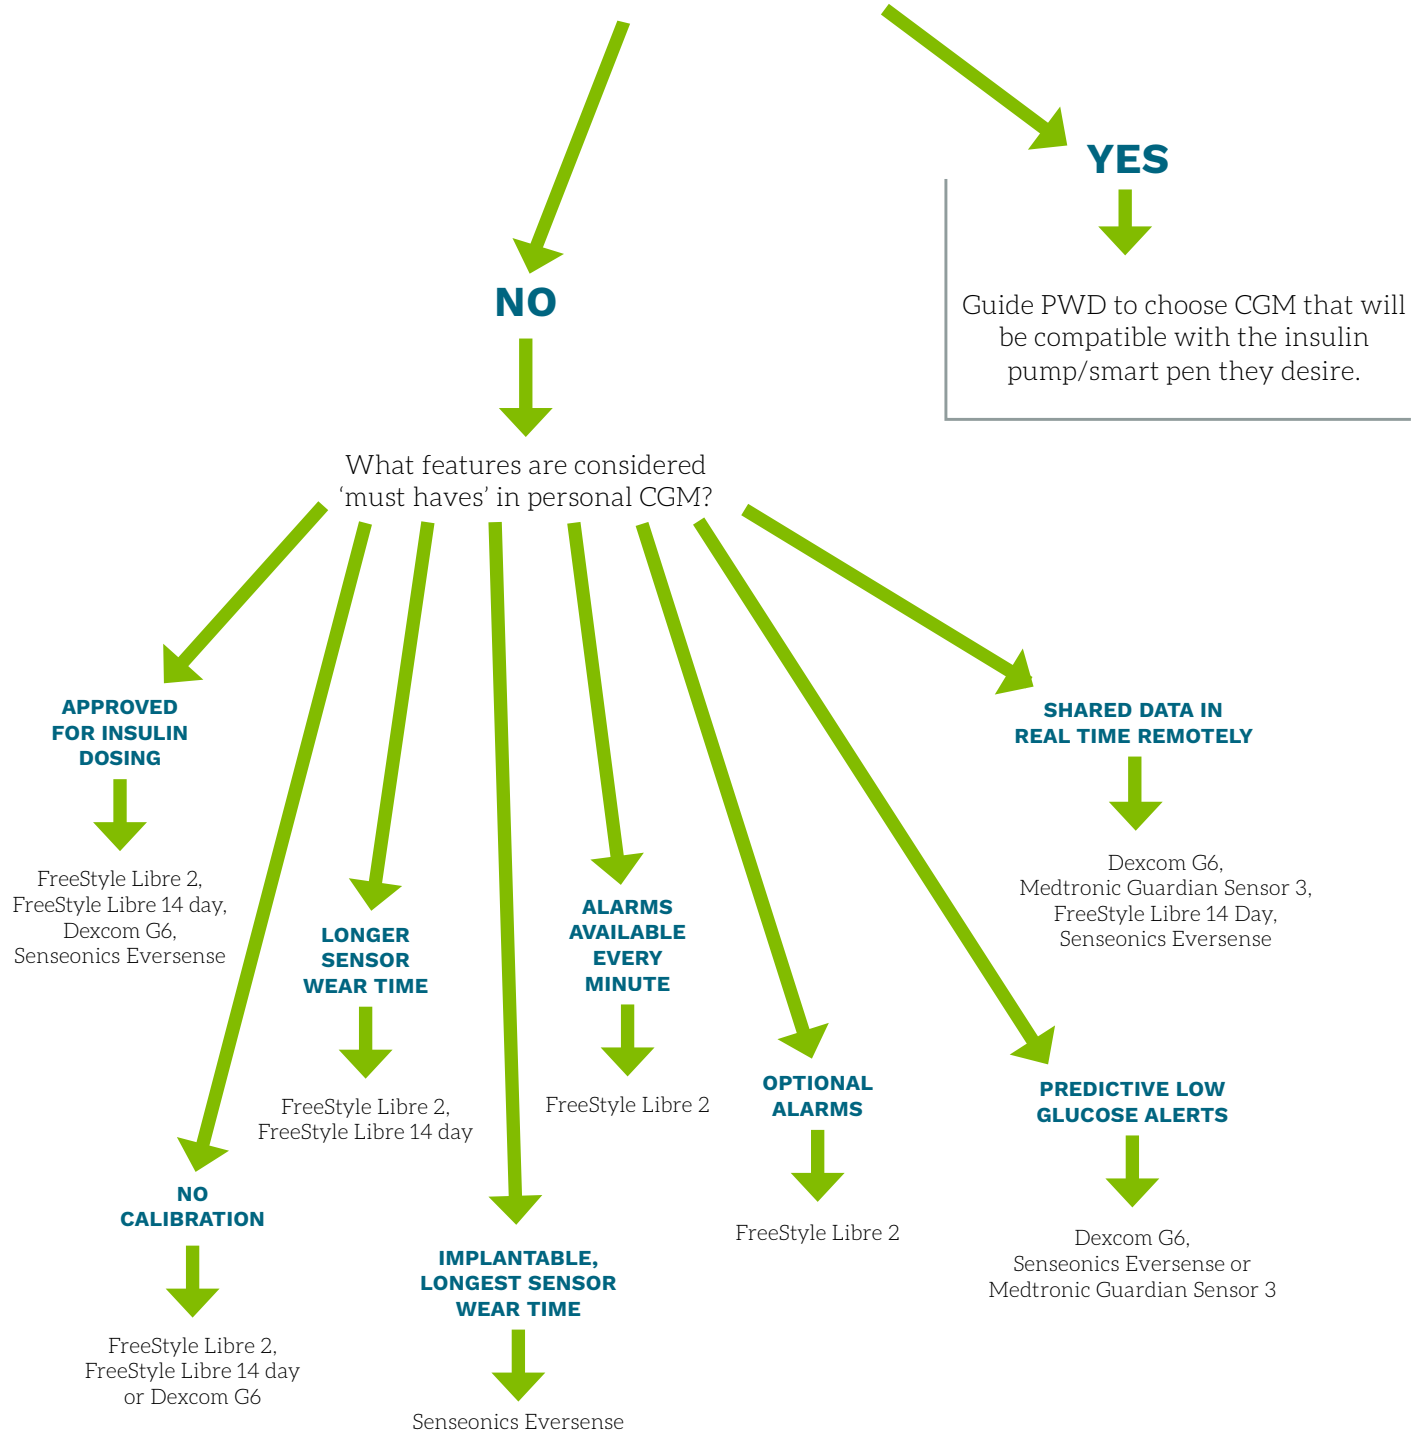 YES
Guide PWD to choose CGM that will
be compatible with the insulin
pump/smart pen they desire.
NO
What features are considered
‘must haves’ in personal CGM?
APPROVED
FOR INSULIN
DOSING
FreeStyle Libre 2,
FreeStyle Libre 14 day,
Dexcom G6,
Senseonics Eversense
NO
CALIBRATION
FreeStyle Libre 2,
FreeStyle Libre 14 day
or Dexcom G6
LONGER
SENSOR
WEAR TIME
FreeStyle Libre 2,
FreeStyle Libre 14 day
IMPLANTABLE,
LONGEST SENSOR
WEAR TIME
Senseonics Eversense
ALARMS
AVAILABLE
EVERY
MINUTE
FreeStyle Libre 2
OPTIONAL
ALARMS
FreeStyle Libre 2
PREDICTIVE LOW
GLUCOSE ALERTS
Dexcom G6,
Senseonics Eversense or
Medtronic Guardian Sensor 3
SHARED DATA IN
REAL TIME REMOTELY
Dexcom G6,
Medtronic Guardian Sensor 3,
FreeStyle Libre 14 Day,
Senseonics Eversense